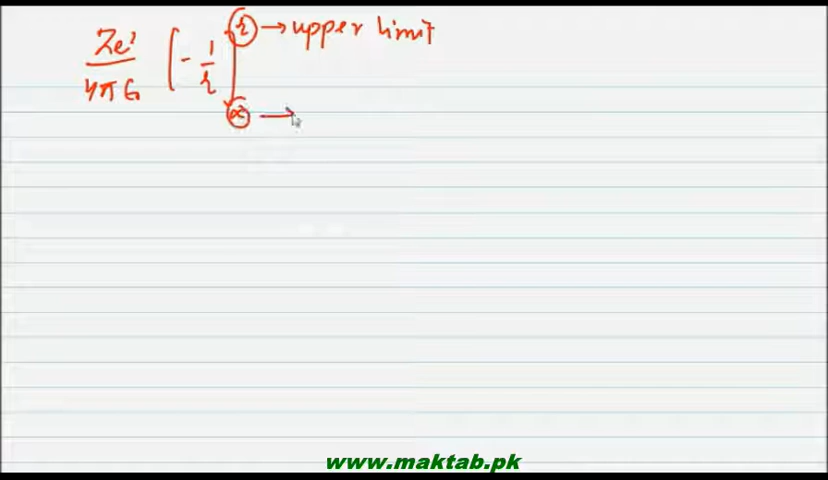 Ze² / 4πε₀ [ - 1/r ] r → upper limit
∞ →
www.maktab.pk